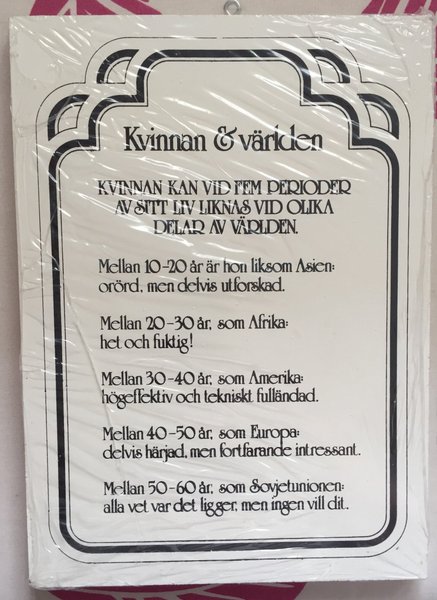 Kvinnan & världen
KVINNAN KAN VID FEM PERIODER
AV SITT LIV LIKNAS VID OLIKA
DELAR AV VÄRLDEN.
Mellan 10-20 år är hon liksom Asien:
orörd, men delvis utforskad.
Mellan 20-30 år, som Afrika:
het och fuktig!
Mellan 30-40 år, som Amerika:
högeffektiv och tekniskt fulländad.
Mellan 40-50 år, som Europa:
delvis härjad, men fortfarande intressant.
Mellan 50-60 år, som Sovjetunionen:
alla vet var det ligger, men ingen vill dit.